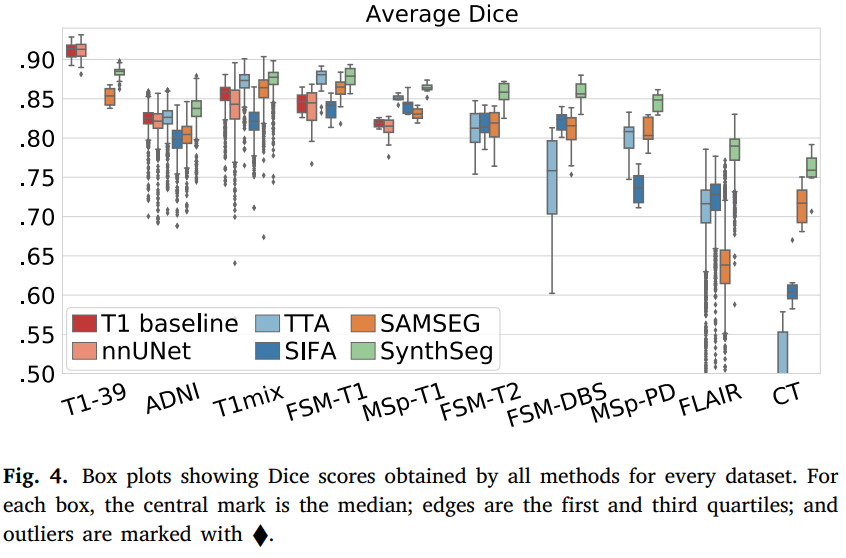 Average Dice
.90
.85
.80
.75
.70
.65
.60
.55
.50
T1 baseline TTA SAMSEG
nnUNet SIFA SynthSeg
T1-39 ADNI T1mix FSM-T1 MSp-T1 FSM-T2 FSM-DBS MSp-PD FLAIR CT
Fig. 4. Box plots showing Dice scores obtained by all methods for every dataset. For
each box, the central mark is the median; edges are the first and third quartiles; and
outliers are marked with ♦.